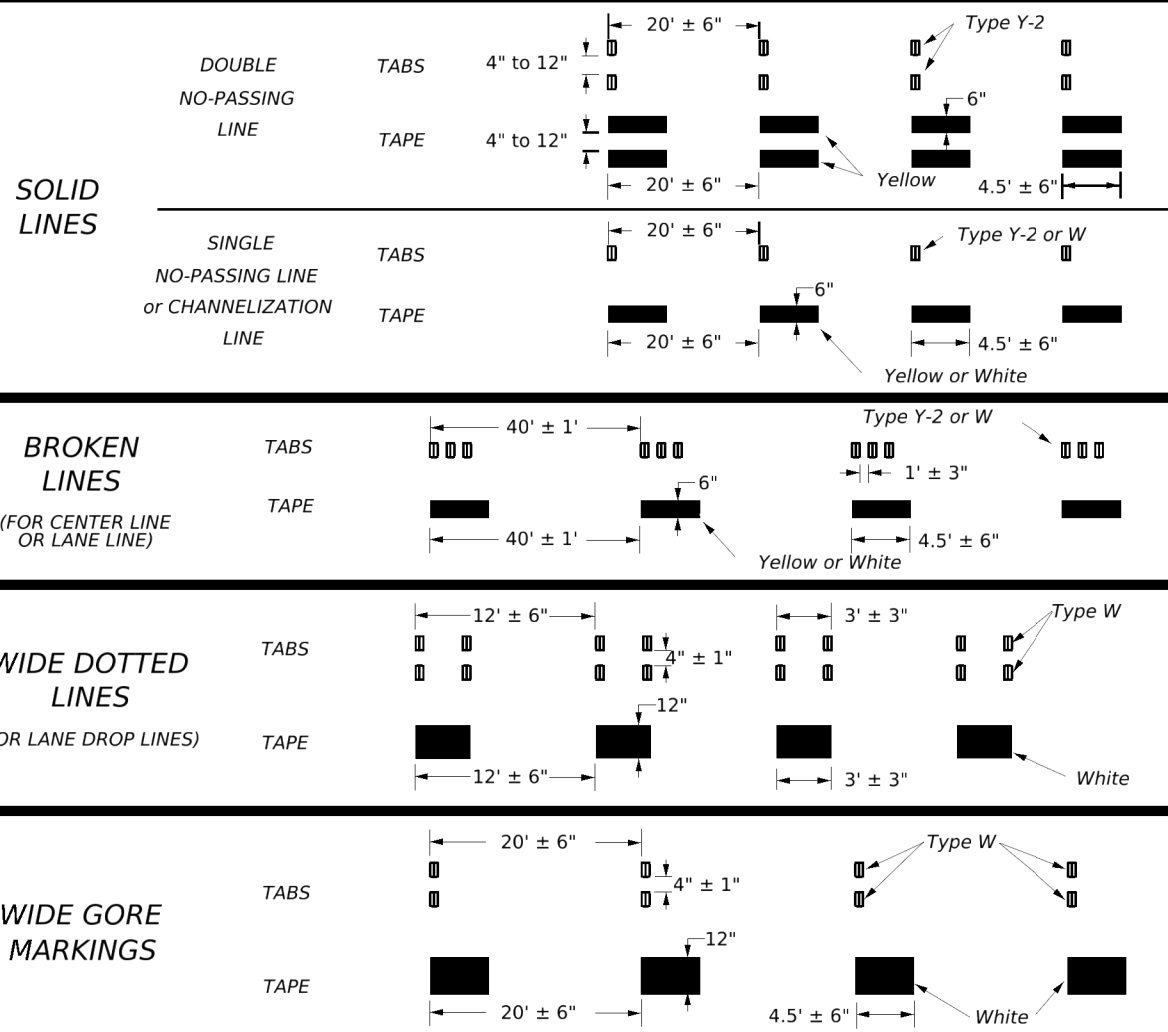 SOLID
LINES
DOUBLE
NO-PASSING
LINE
TABS
4" to 12"
20' ± 6"
Type Y-2
TAPE
4" to 12"
6"
Yellow
20' ± 6"
4.5' ± 6"
SINGLE
NO-PASSING LINE
or CHANNELIZATION
LINE
TABS
20' ± 6"
Type Y-2 or W
TAPE
6"
20' ± 6"
4.5' ± 6"
Yellow or White
BROKEN
LINES
(FOR CENTER LINE
OR LANE LINE)
TABS
40' ± 1'
Type Y-2 or W
1' ± 3"
TAPE
6"
40' ± 1'
4.5' ± 6"
Yellow or White
WIDE DOTTED
LINES
OR LANE DROP LINES)
TABS
12' ± 6"
3' ± 3"
Type W
4" ± 1"
TAPE
12"
12' ± 6"
3' ± 3"
White
WIDE GORE
MARKINGS
TABS
20' ± 6"
Type W
4" ± 1"
TAPE
12"
20' ± 6"
4.5' ± 6"
White